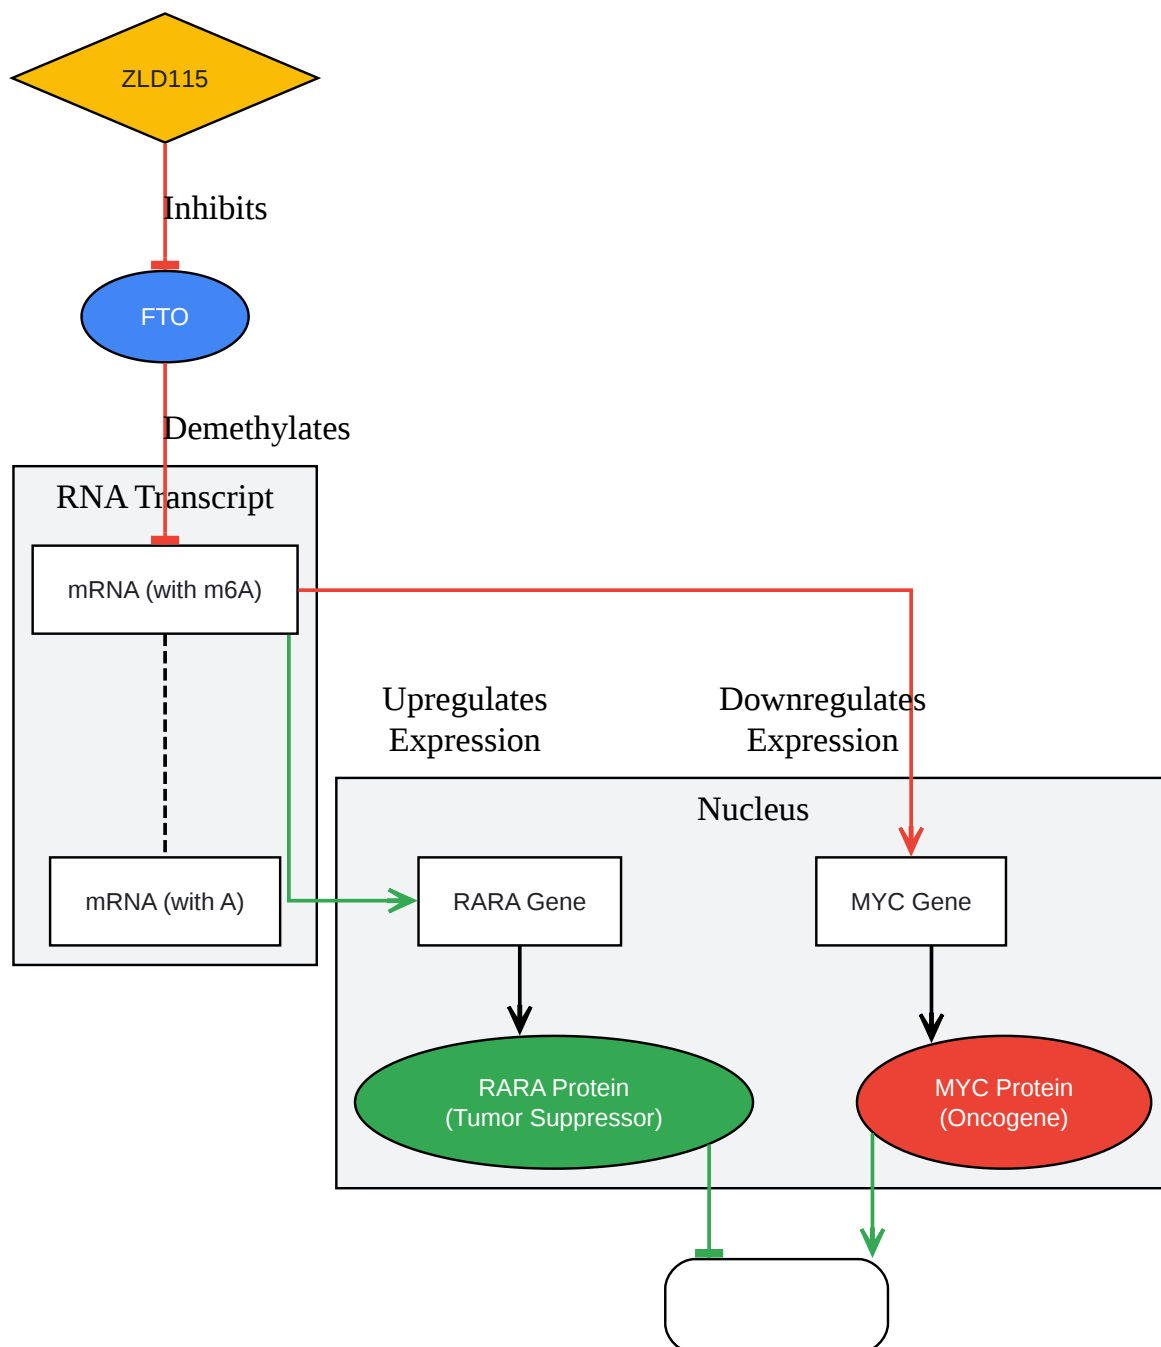 ZLD115
Inhibits
FTO
Demethylates
RNA Transcript
mRNA (with m6A)
Upregulates
Expression
Downregulates
Expression
Nucleus
mRNA (with A)
RARA Gene
MYC Gene
RARA Protein
(Tumor Suppressor)
MYC Protein
(Oncogene)